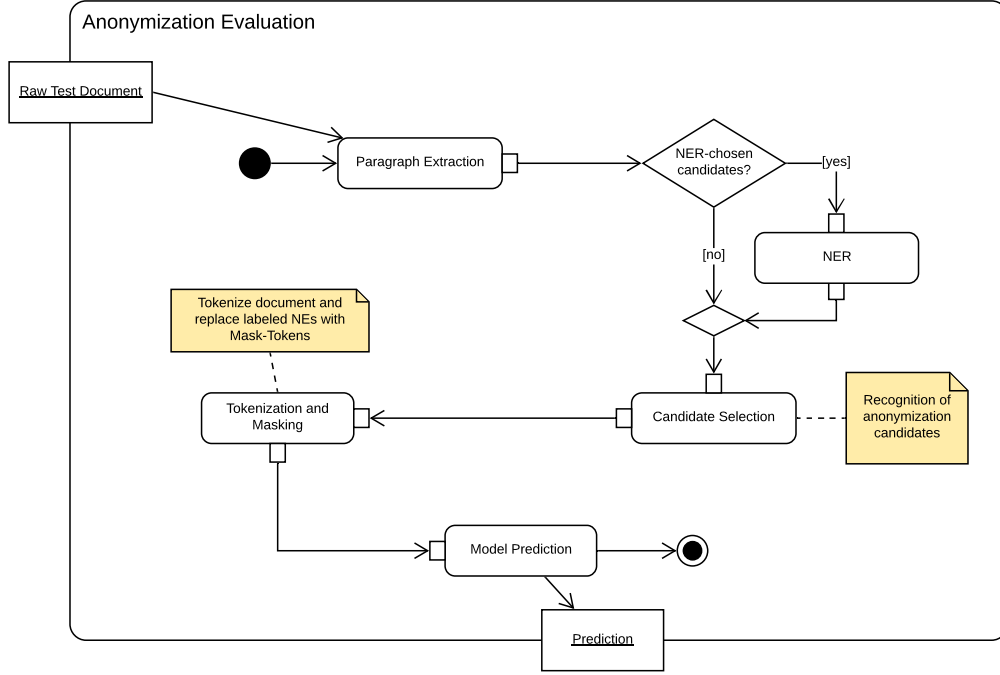 Anonymization Evaluation
Raw Test Document
Paragraph Extraction
NER-chosen
candidates?
[yes]
[no]
NER
Tokenize document and
replace labeled NEs with
Mask-Tokens
Tokenization and
Masking
Candidate Selection
Recognition of
anonymization
candidates
Model Prediction
Prediction